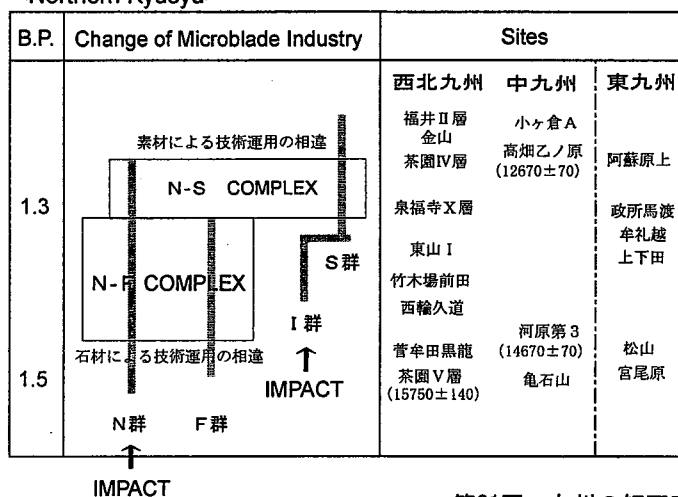 Northern Kyusyu
B.P.
Change of Microblade Industry
Sites
西北九州 中九州 東九州
福井Ⅱ層
金山
小ヶ倉A
素材による技術運用の相違
茶園Ⅳ層
高畑乙ノ原
(12670±70)
阿蘇原上
N-S COMPLEX
1.3
泉福寺Ⅹ層
政所馬渡
牟礼越
東山Ⅰ
上下田
S群
N-F COMPLEX
竹木場前田
西輪久道
I群
河原第3
(14670±70)
石材による技術運用の相違
菅牟田黒龍
松山
1.5
IMPACT
茶園Ⅴ層
(15750±140)
亀石山
宮尾原
N群 F群
IMPACT